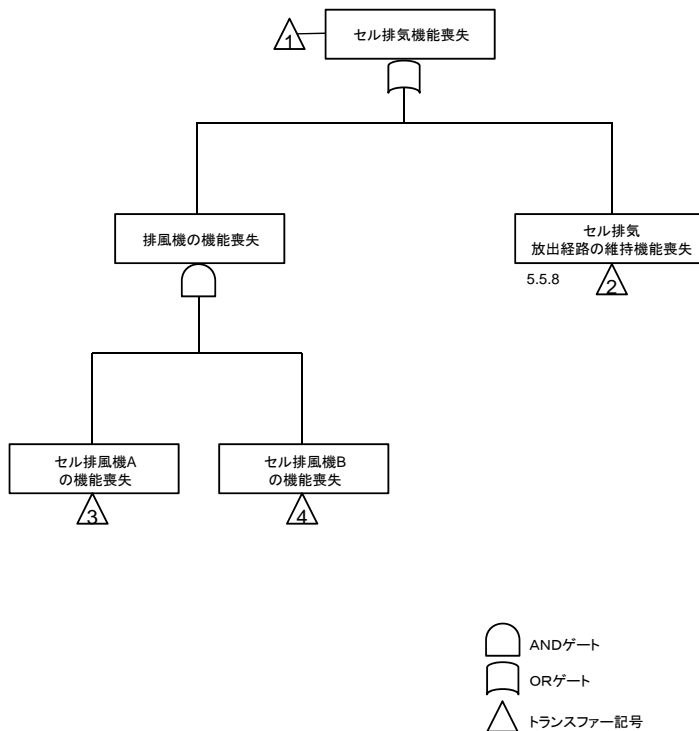 1
セル排気機能喪失
排風機の機能喪失
セル排気
放出経路の維持機能喪失
5.5.8
2
セル排風機A
の機能喪失
セル排風機B
の機能喪失
3
4
ANDゲート
ORゲート
トランスファー記号